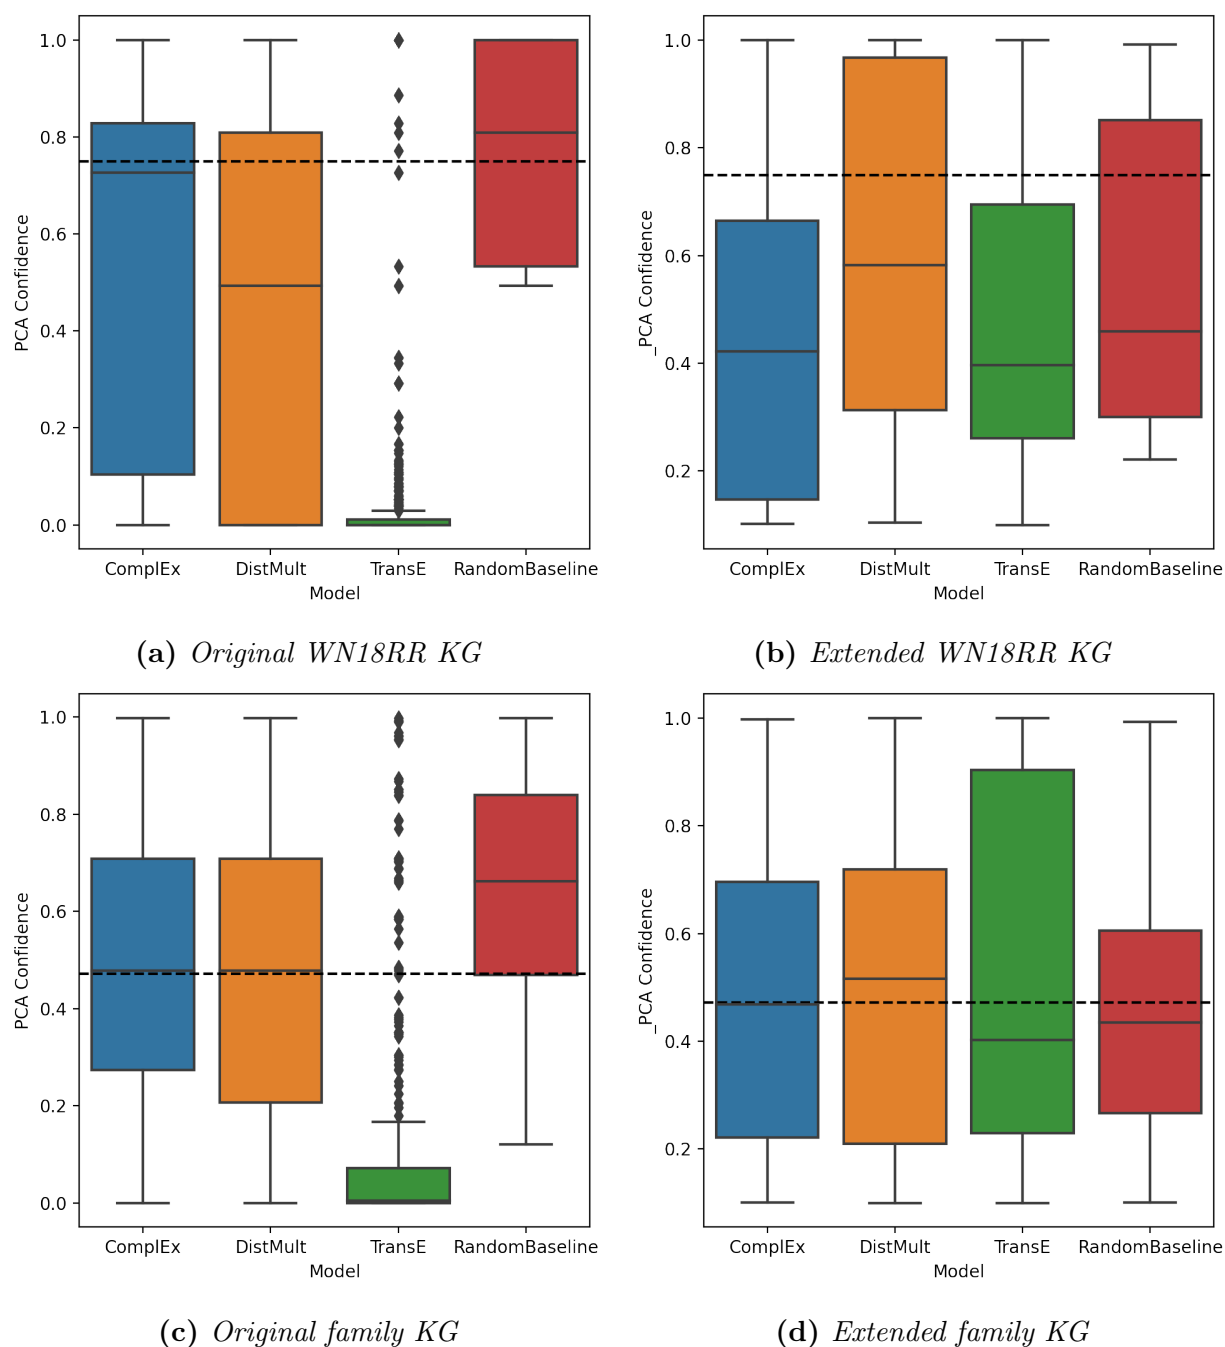 1.0
0.8
0.6
0.4
0.2
0.0
PCA Confidence
ComplEx DistMult TransE RandomBaseline
Model
(a) Original WN18RR KG
1.0
0.8
0.6
0.4
0.2
_PCA Confidence
ComplEx DistMult TransE RandomBaseline
Model
(b) Extended WN18RR KG
1.0
0.8
0.6
0.4
0.2
0.0
PCA Confidence
ComplEx DistMult TransE RandomBaseline
Model
(c) Original family KG
1.0
0.8
0.6
0.4
0.2
_PCA Confidence
ComplEx DistMult TransE RandomBaseline
Model
(d) Extended family KG